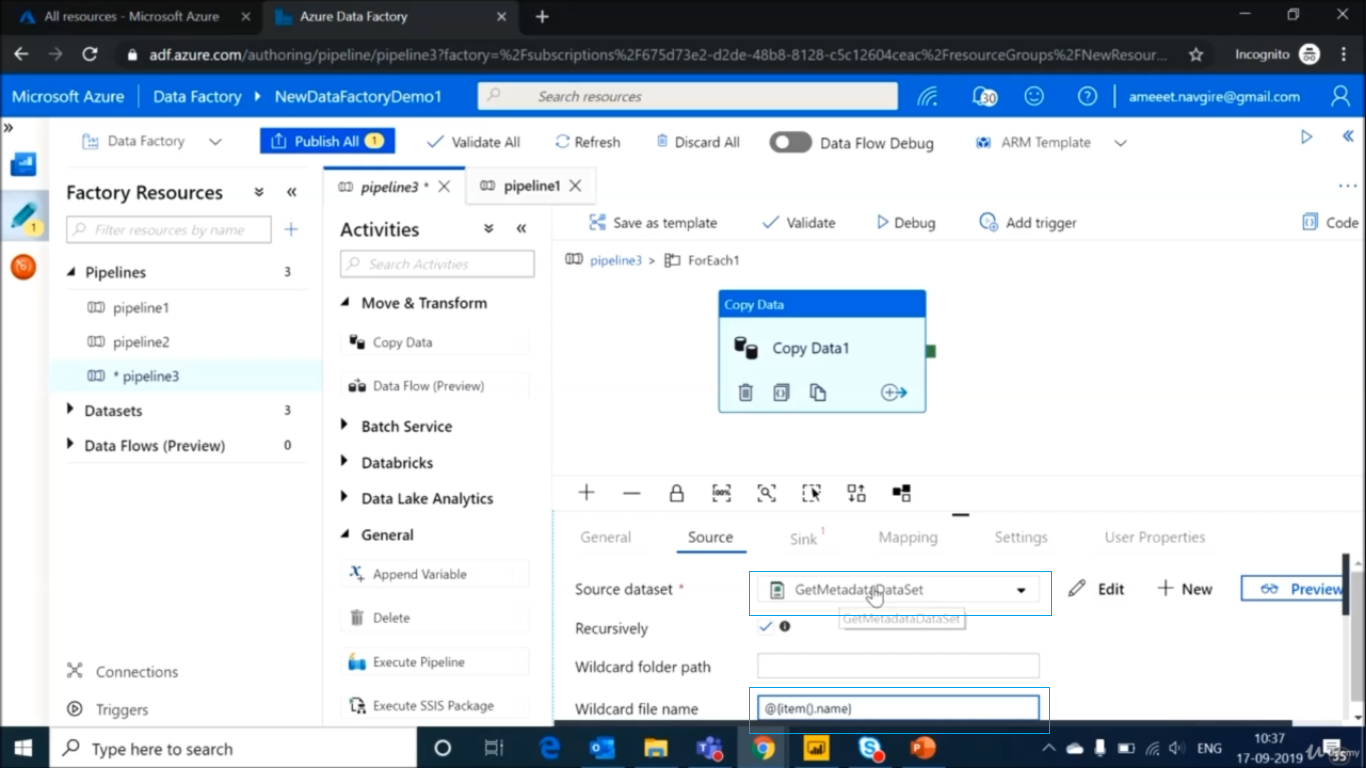 All resources - Microsoft Azure
Azure Data Factory
adf.azure.com/authoring/pipeline/pipeline3?factory=%2Fsubscriptions%2F675d73e2-d2de-48b8-8128-c5c12604ceac%2FresourceGroups%2FNewResour...
Incognito
Microsoft Azure
Data Factory
NewDataFactoryDemo1
Search resources
30
ameeet.navgire@gmail.com
Data Factory
Publish All 1
Validate All
Refresh
Discard All
Data Flow Debug
ARM Template
Factory Resources
Filter resources by name
1
Pipelines 3
pipeline1
pipeline2
* pipeline3
Datasets 3
Data Flows (Preview) 0
Connections
Triggers
pipeline3 *
pipeline1
Activities
Search Activities
Move & Transform
Copy Data
Data Flow (Preview)
Batch Service
Databricks
Data Lake Analytics
General
Append Variable
Delete
Execute Pipeline
Execute SSIS Package
Save as template
Validate
Debug
Add trigger
Code
pipeline3 > ForEach1
Copy Data
Copy Data1
100%
General
Source
Sink 1
Mapping
Settings
User Properties
Source dataset *
GetMetadataDataSet
Edit
New
Preview
GetMetadataDataSet
Recursively
Wildcard folder path
Wildcard file name
@{item().name}
Type here to search
ENG
10:37
17-09-2019
35